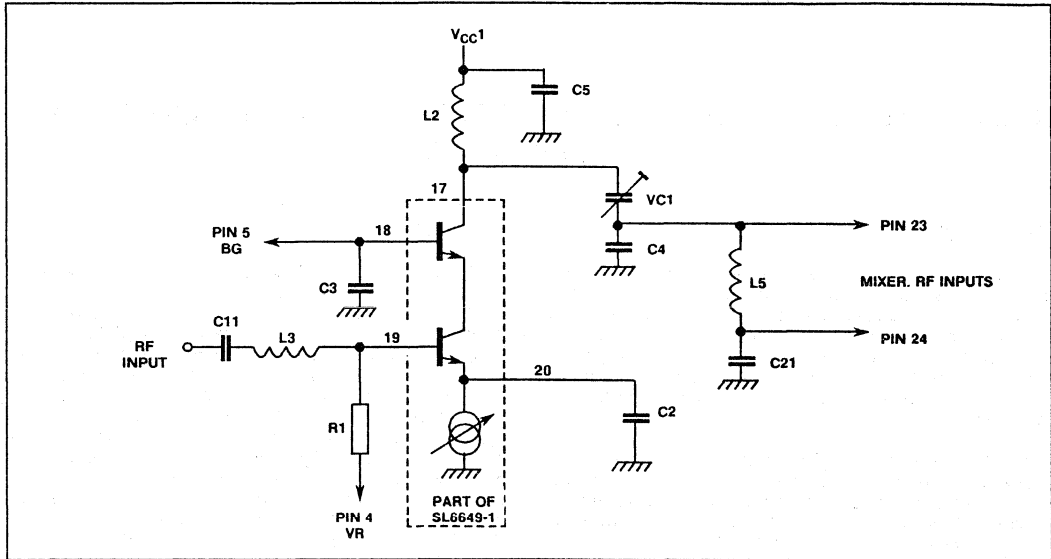 VCC1
C5
L2
17
VC1
PIN 5
BG
18
PIN 23
C4
C3
L5
MIXER. RF INPUTS
C11
L3
19
RF
INPUT
PIN 24
20
C21
C2
R1
PIN 4
VR
PART OF
SL6649-1